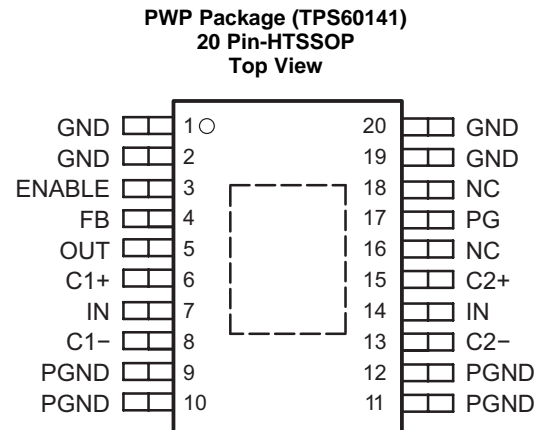 PWP Package (TPS60141)
20 Pin-HTSSOP
Top View
GND 1 20 GND
GND 2 19 GND
ENABLE 3 18 NC
FB 4 17 PG
OUT 5 16 NC
C1+ 6 15 C2+
IN 7 14 IN
C1− 8 13 C2−
PGND 9 12 PGND
PGND 10 11 PGND